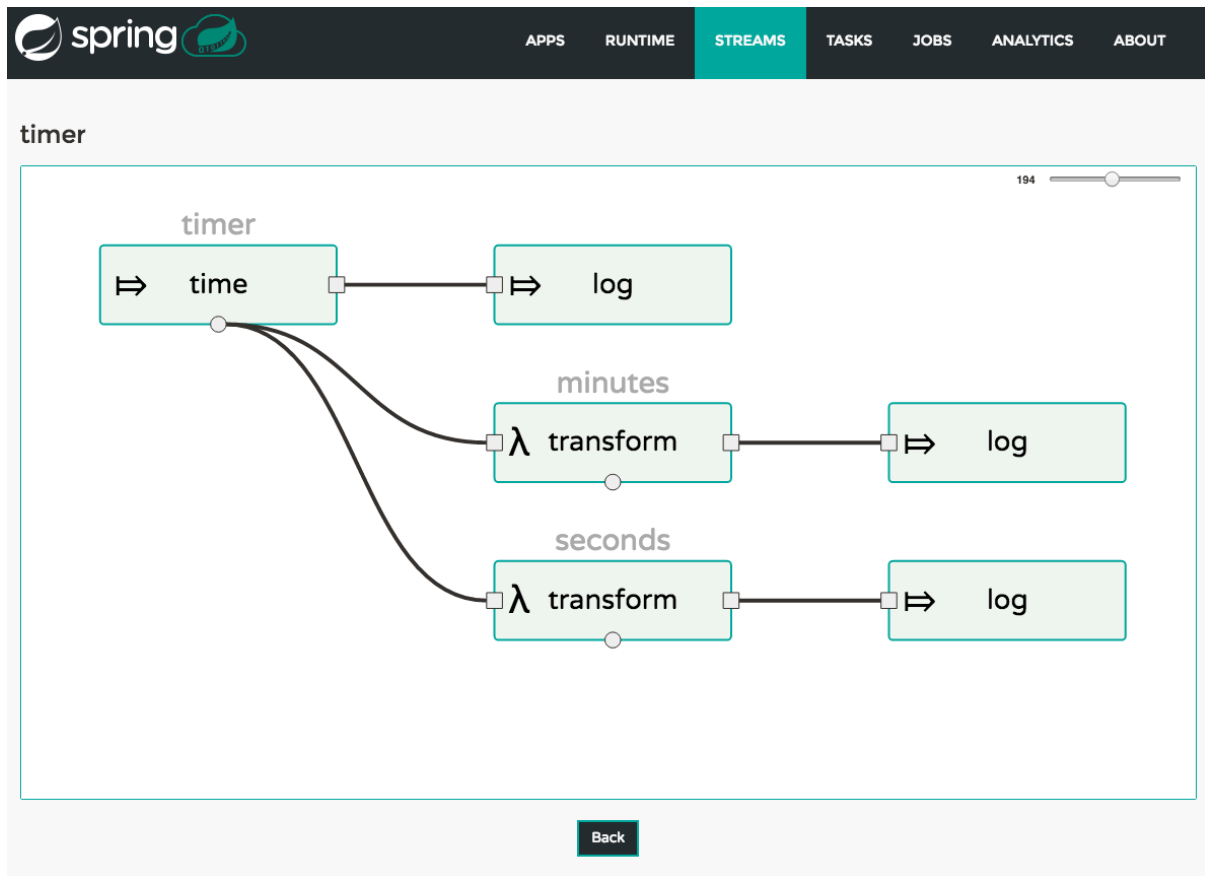 spring
APPS RUNTIME STREAMS TASKS JOBS ANALYTICS ABOUT
timer
194
timer
time
log
minutes
λ transform
log
seconds
λ transform
log
Back